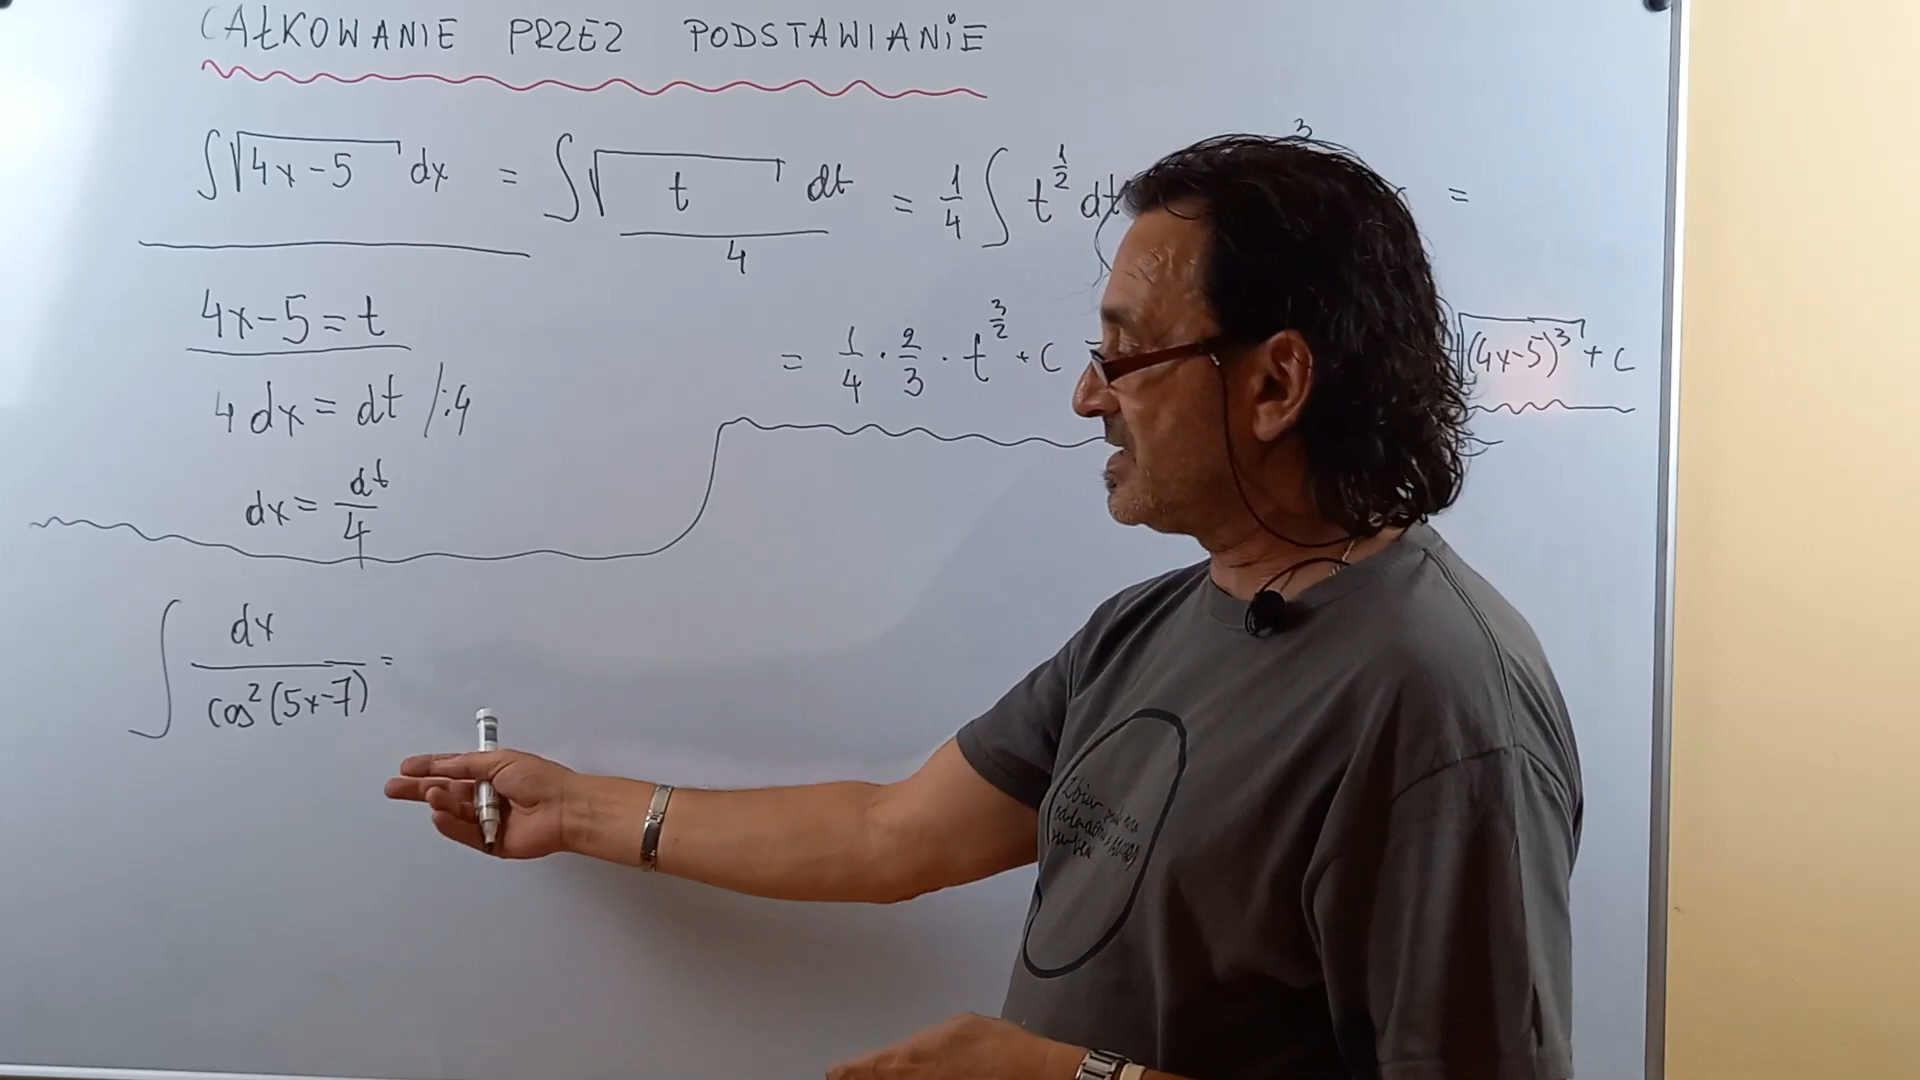 CAŁKOWANIE PRZEZ PODSTAWIANIE
∫√(4x-5) dx = ∫ √t dt / 4 = 1/4 ∫ t^(1/2) dt =
4x-5=t
4dx=dt /:4
dx = dt/4
= 1/4 · 2/3 · t^(3/2) + C √(4x-5)³ + C
∫ dx / cos²(5x-7) =
Zbiór